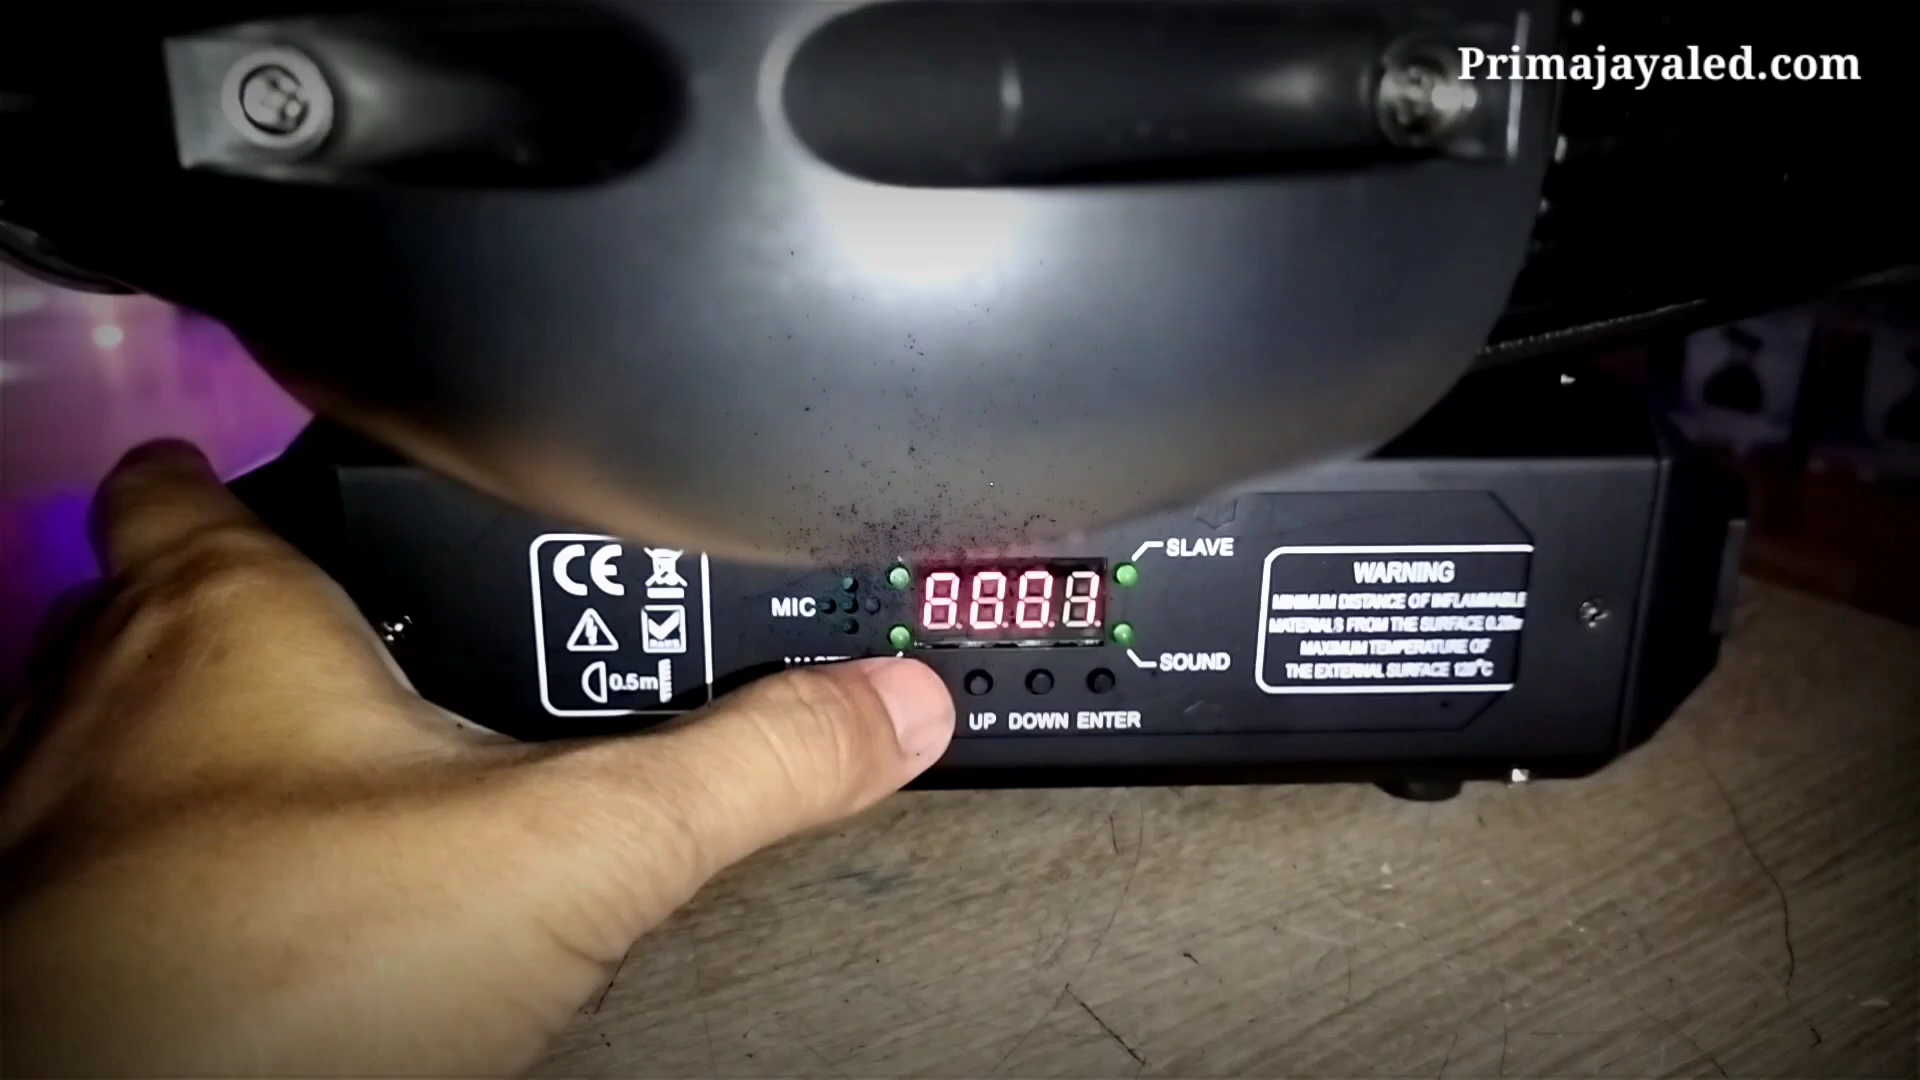 Primajayaled.com
SLAVE
CE
WARNING
MINIMUM DISTANCE OF INFLAMMABLE
MATERIALS FROM THE SURFACE
MIC
MAXIMUM TEMPERATURE OF
THE EXTERNAL SURFACE 120°C
SOUND
0.5m
UP DOWN ENTER